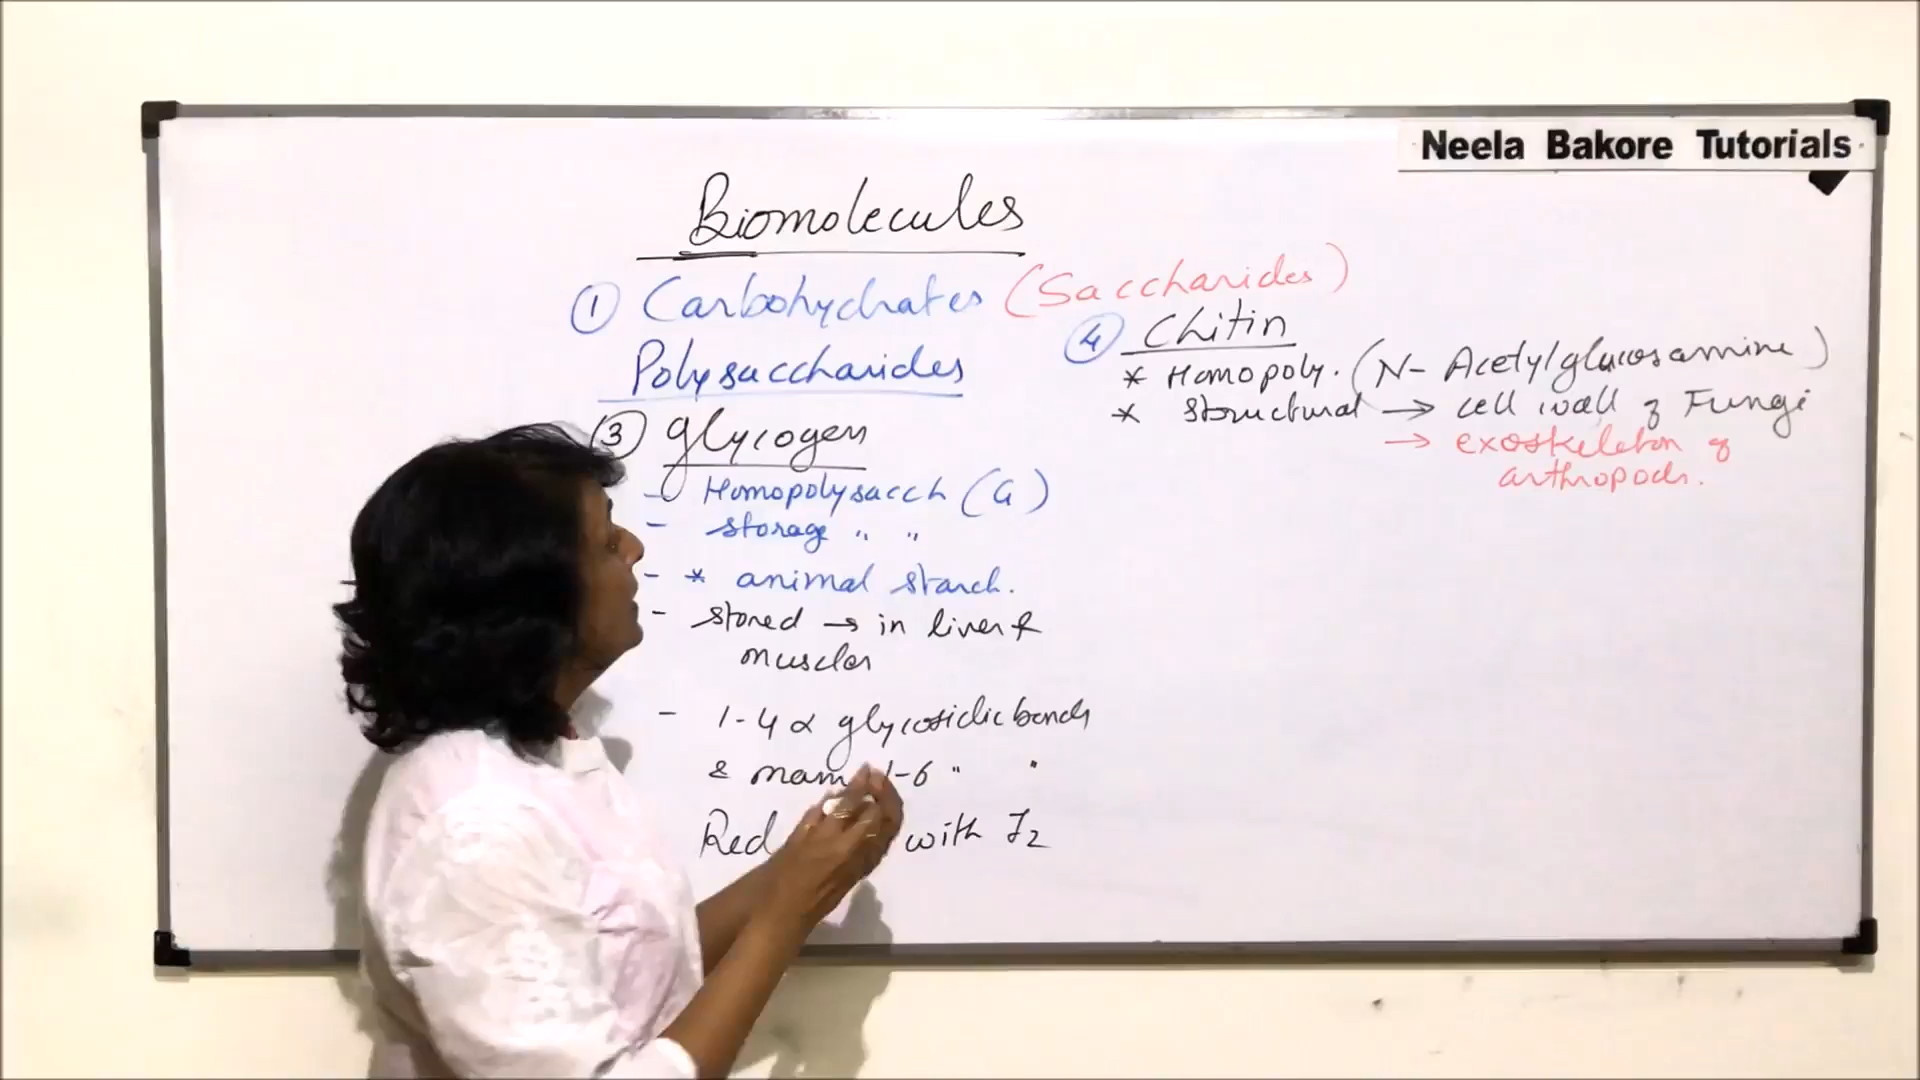 Neela Bakore Tutorials
Biomolecules
① Carbohydrates (Saccharides)
Polysaccharides
③ Glycogen
- Homopolysacch (G)
- storage " "
- * animal starch.
- stored → in liver &
muscles
- 1-4 α glycosidic bonds
& many 1-6 " "
Red with I2
④ Chitin
* Homopoly. (N-Acetylglucosamine)
* Structural → cell wall of Fungi
→ exoskeleton of
arthropods.